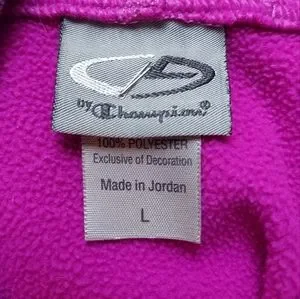 by Champion®
100% POLYESTER
Exclusive of Decoration
Made in Jordan
L